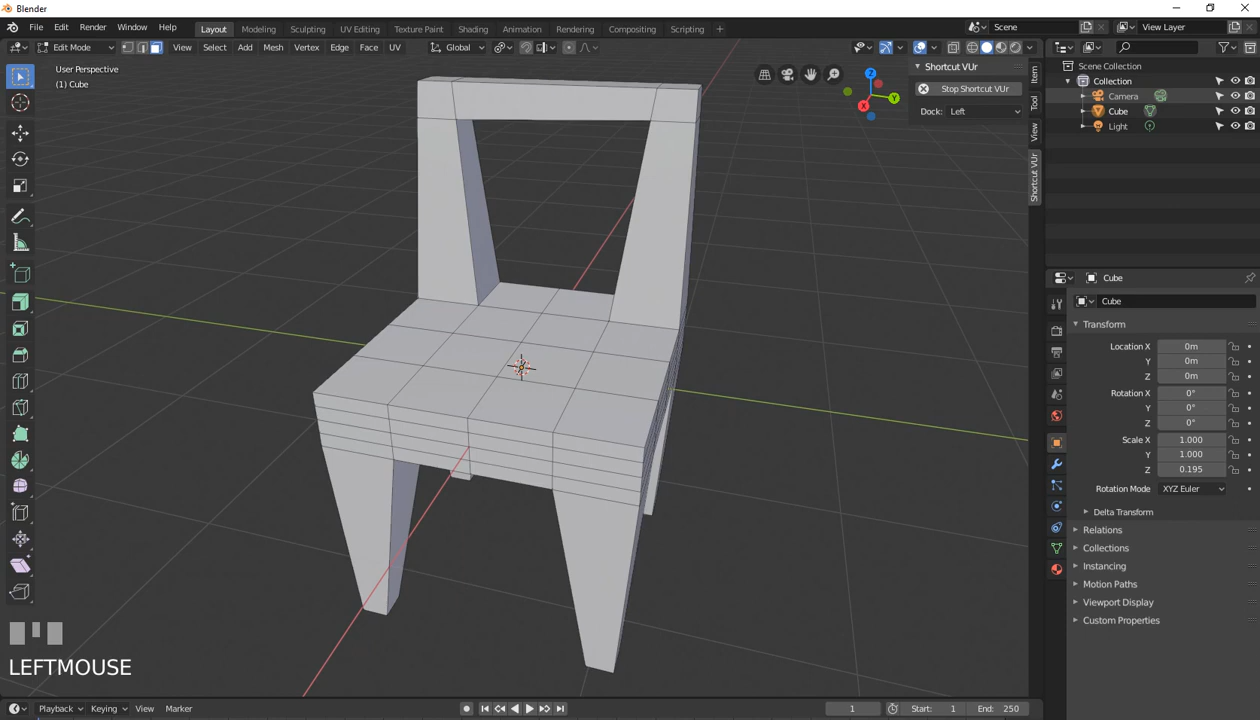 Blender
File Edit Render Window Help
Layout Modeling Sculpting UV Editing Texture Paint Shading Animation Rendering Compositing Scripting
Scene
View Layer
Edit Mode
View Select Add Mesh Vertex Edge Face UV
Global
User Perspective
(1) Cube
Z
Y
X
Shortcut VUr
Stop Shortcut VUr
Dock: Left
Item
Tool
View
Shortcut VUr
Scene Collection
Collection
Camera
Cube
Light
Cube
Cube
Transform
Location X 0m
Y 0m
Z 0m
Rotation X 0°
Y 0°
Z 0°
Scale X 1.000
Y 1.000
Z 0.195
Rotation Mode XYZ Euler
Delta Transform
Relations
Collections
Instancing
Motion Paths
Viewport Display
Custom Properties
LEFTMOUSE
Playback Keying View Marker
1
Start: 1
End: 250